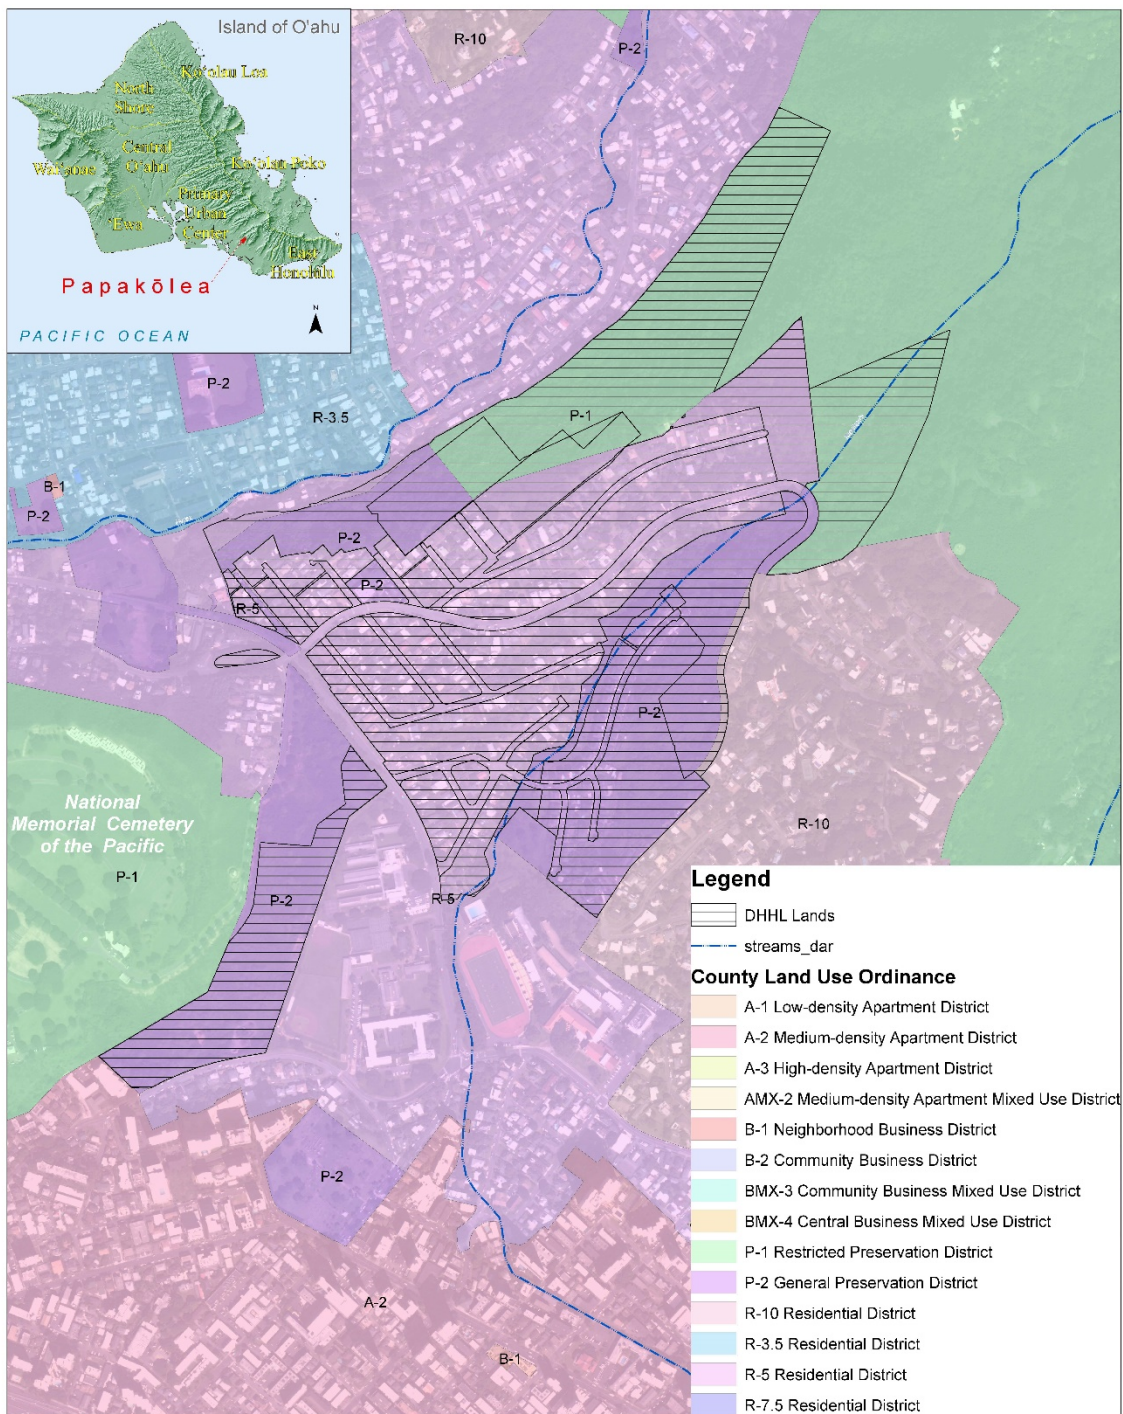 Island of O'ahu
Ko'olau Loa
North
Shore
Central
O'ahu
Wai'anae
Ko'olau Poko
Primary
Urban
Center
'Ewa
East
Honolulu
Papakōlea
N
PACIFIC OCEAN
R-10
P-2
P-2
R-3.5
P-1
B-1
P-2
P-2
P-2
R-5
P-2
National
Memorial Cemetery
of the Pacific
P-1
R-10
P-2
R-5
P-2
A-2
B-1
Legend
DHHL Lands
streams_dar
County Land Use Ordinance
A-1 Low-density Apartment District
A-2 Medium-density Apartment District
A-3 High-density Apartment District
AMX-2 Medium-density Apartment Mixed Use District
B-1 Neighborhood Business District
B-2 Community Business District
BMX-3 Community Business Mixed Use District
BMX-4 Central Business Mixed Use District
P-1 Restricted Preservation District
P-2 General Preservation District
R-10 Residential District
R-3.5 Residential District
R-5 Residential District
R-7.5 Residential District